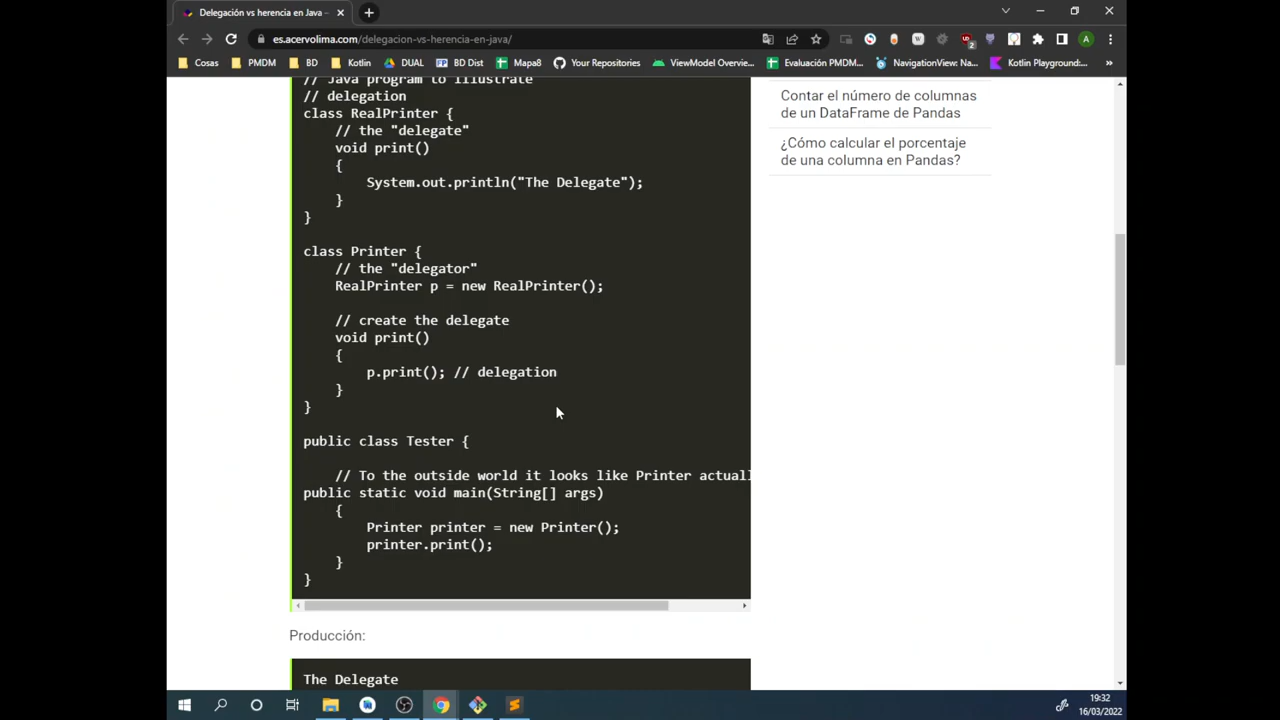 Delegación vs herencia en Java –
es.acervolima.com/delegacion-vs-herencia-en-java/
2
A
Cosas
PMDM
BD
Kotlin
DUAL
BD Dist
Mapa8
Your Repositories
ViewModel Overvie...
Evaluación PMDM...
NavigationView: Na...
Kotlin Playground:...
»
// Java program to illustrate
// delegation
class RealPrinter {
// the "delegate"
void print()
{
System.out.println("The Delegate");
}
}
class Printer {
// the "delegator"
RealPrinter p = new RealPrinter();
// create the delegate
void print()
{
p.print(); // delegation
}
}
public class Tester {
// To the outside world it looks like Printer actuall
public static void main(String[] args)
{
Printer printer = new Printer();
printer.print();
}
}
Producción:
The Delegate
Contar el número de columnas
de un DataFrame de Pandas
¿Cómo calcular el porcentaje
de una columna en Pandas?
19:32
16/03/2022